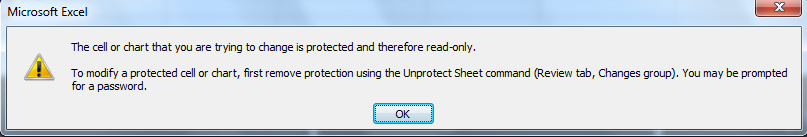 Microsoft Excel
The cell or chart that you are trying to change is protected and therefore read-only.
To modify a protected cell or chart, first remove protection using the Unprotect Sheet command (Review tab, Changes group). You may be prompted
for a password.
OK